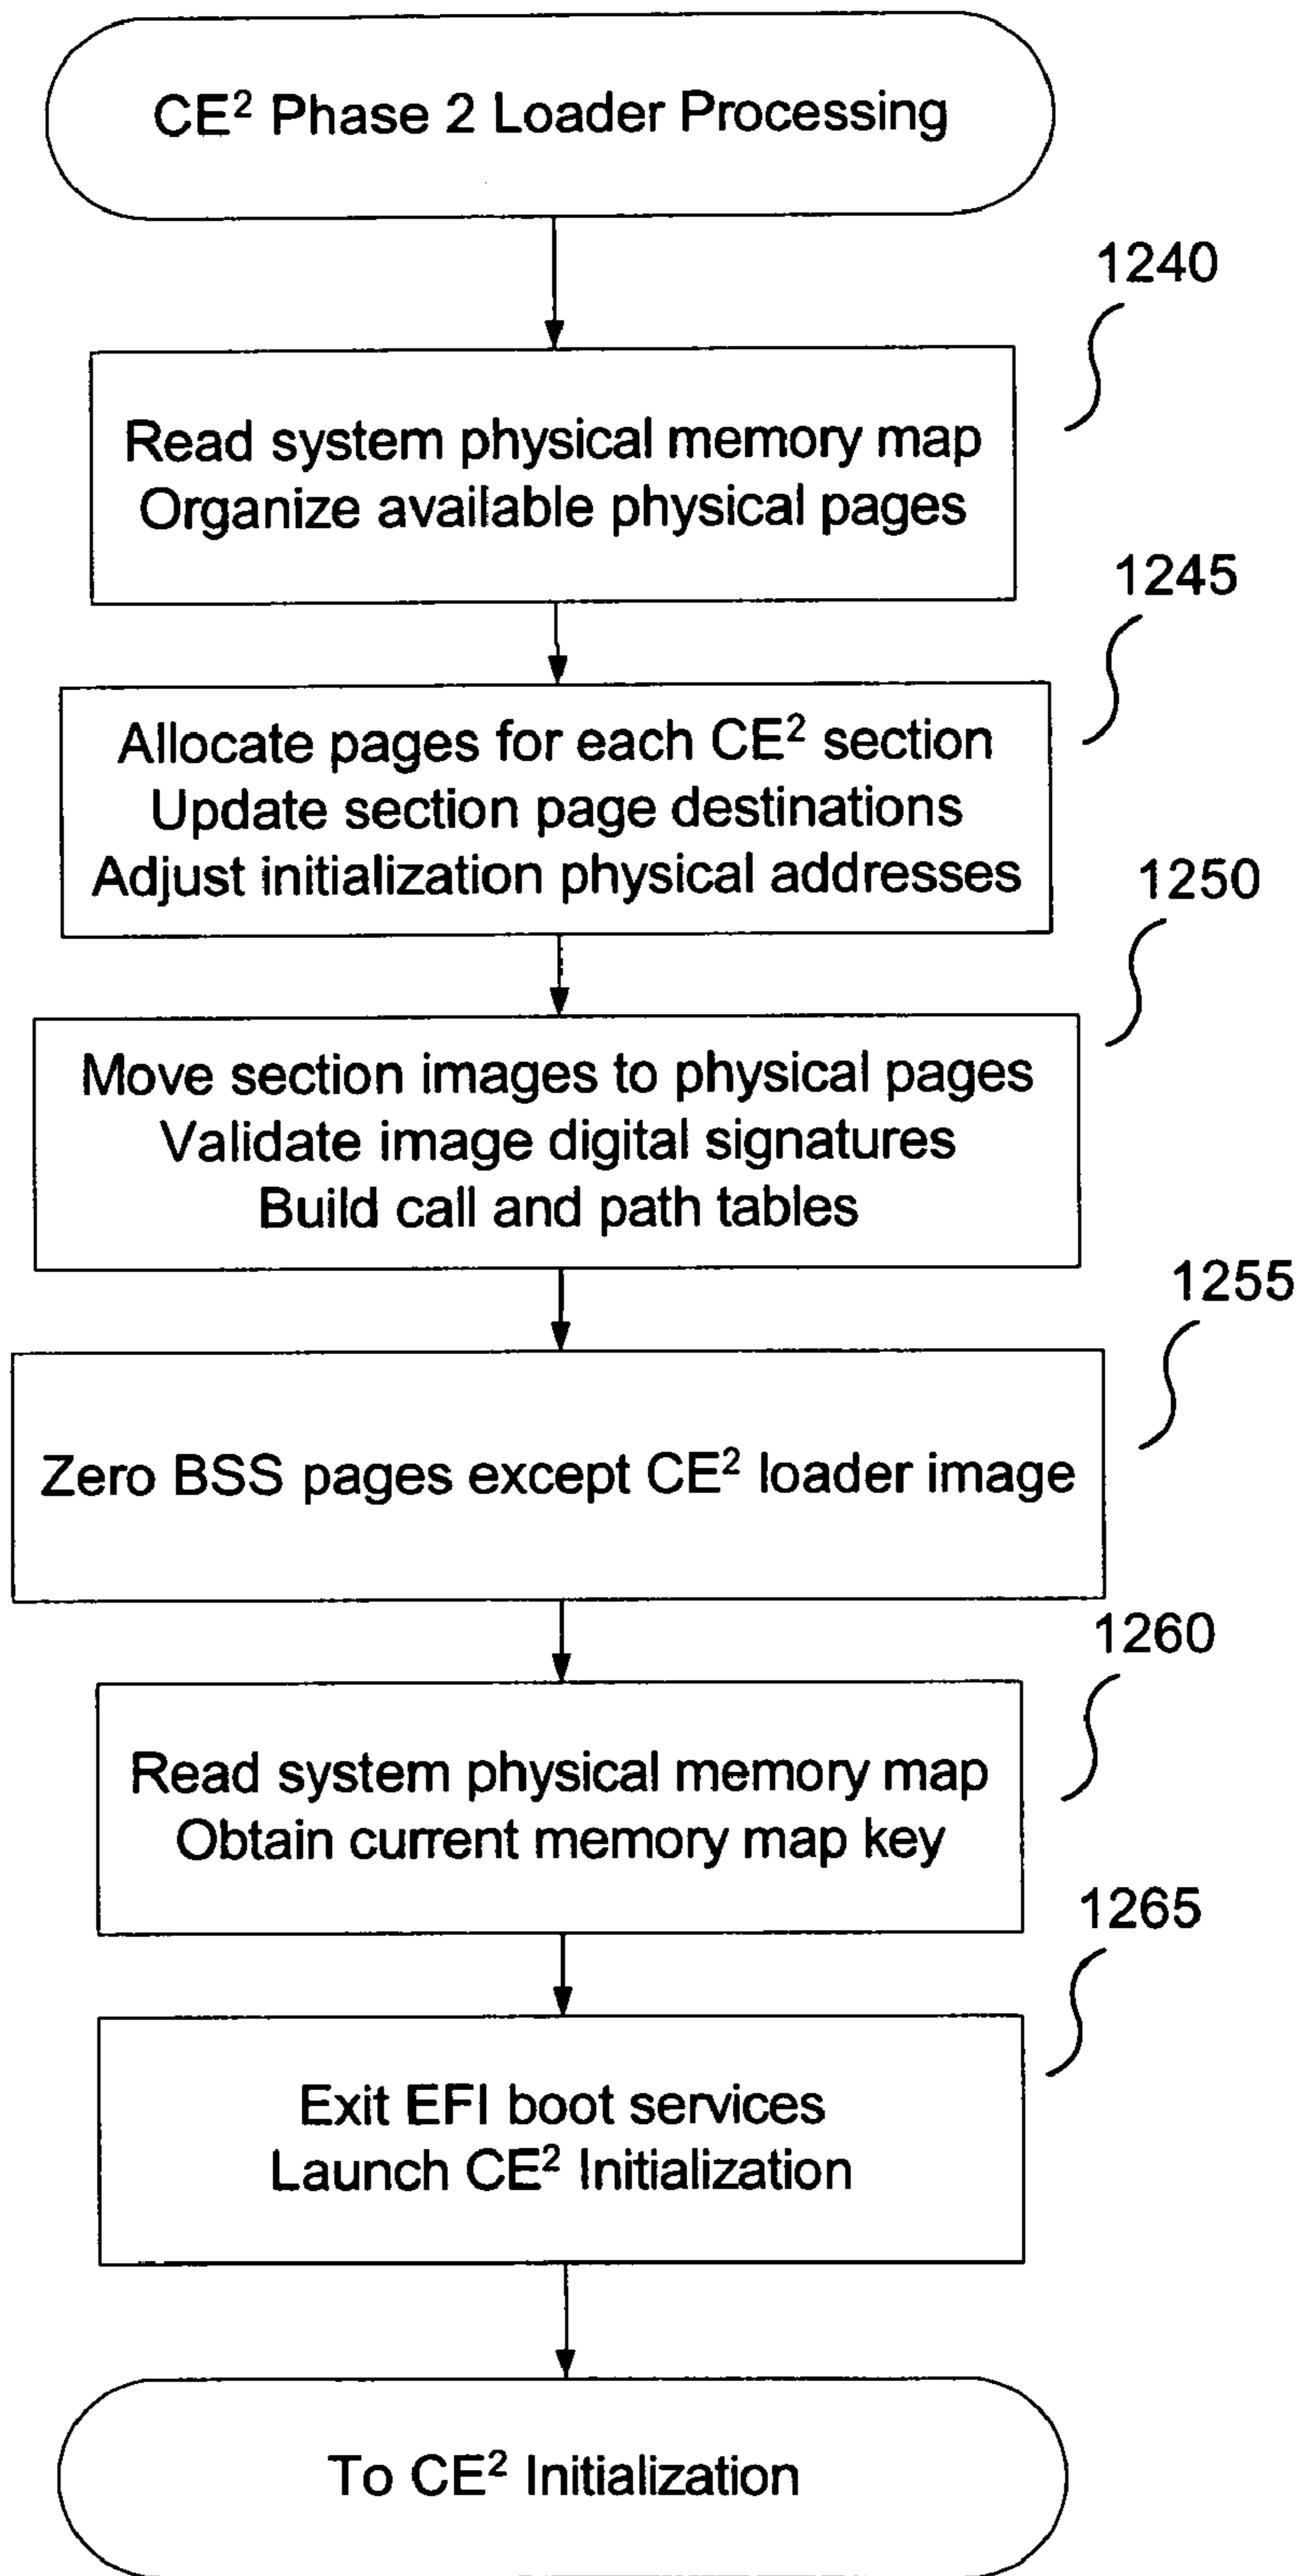 CE² Phase 2 Loader Processing
1240
Read system physical memory map
Organize available physical pages
1245
Allocate pages for each CE² section
Update section page destinations
Adjust initialization physical addresses
1250
Move section images to physical pages
Validate image digital signatures
Build call and path tables
1255
Zero BSS pages except CE² loader image
1260
Read system physical memory map
Obtain current memory map key
1265
Exit EFI boot services
Launch CE² Initialization
To CE² Initialization